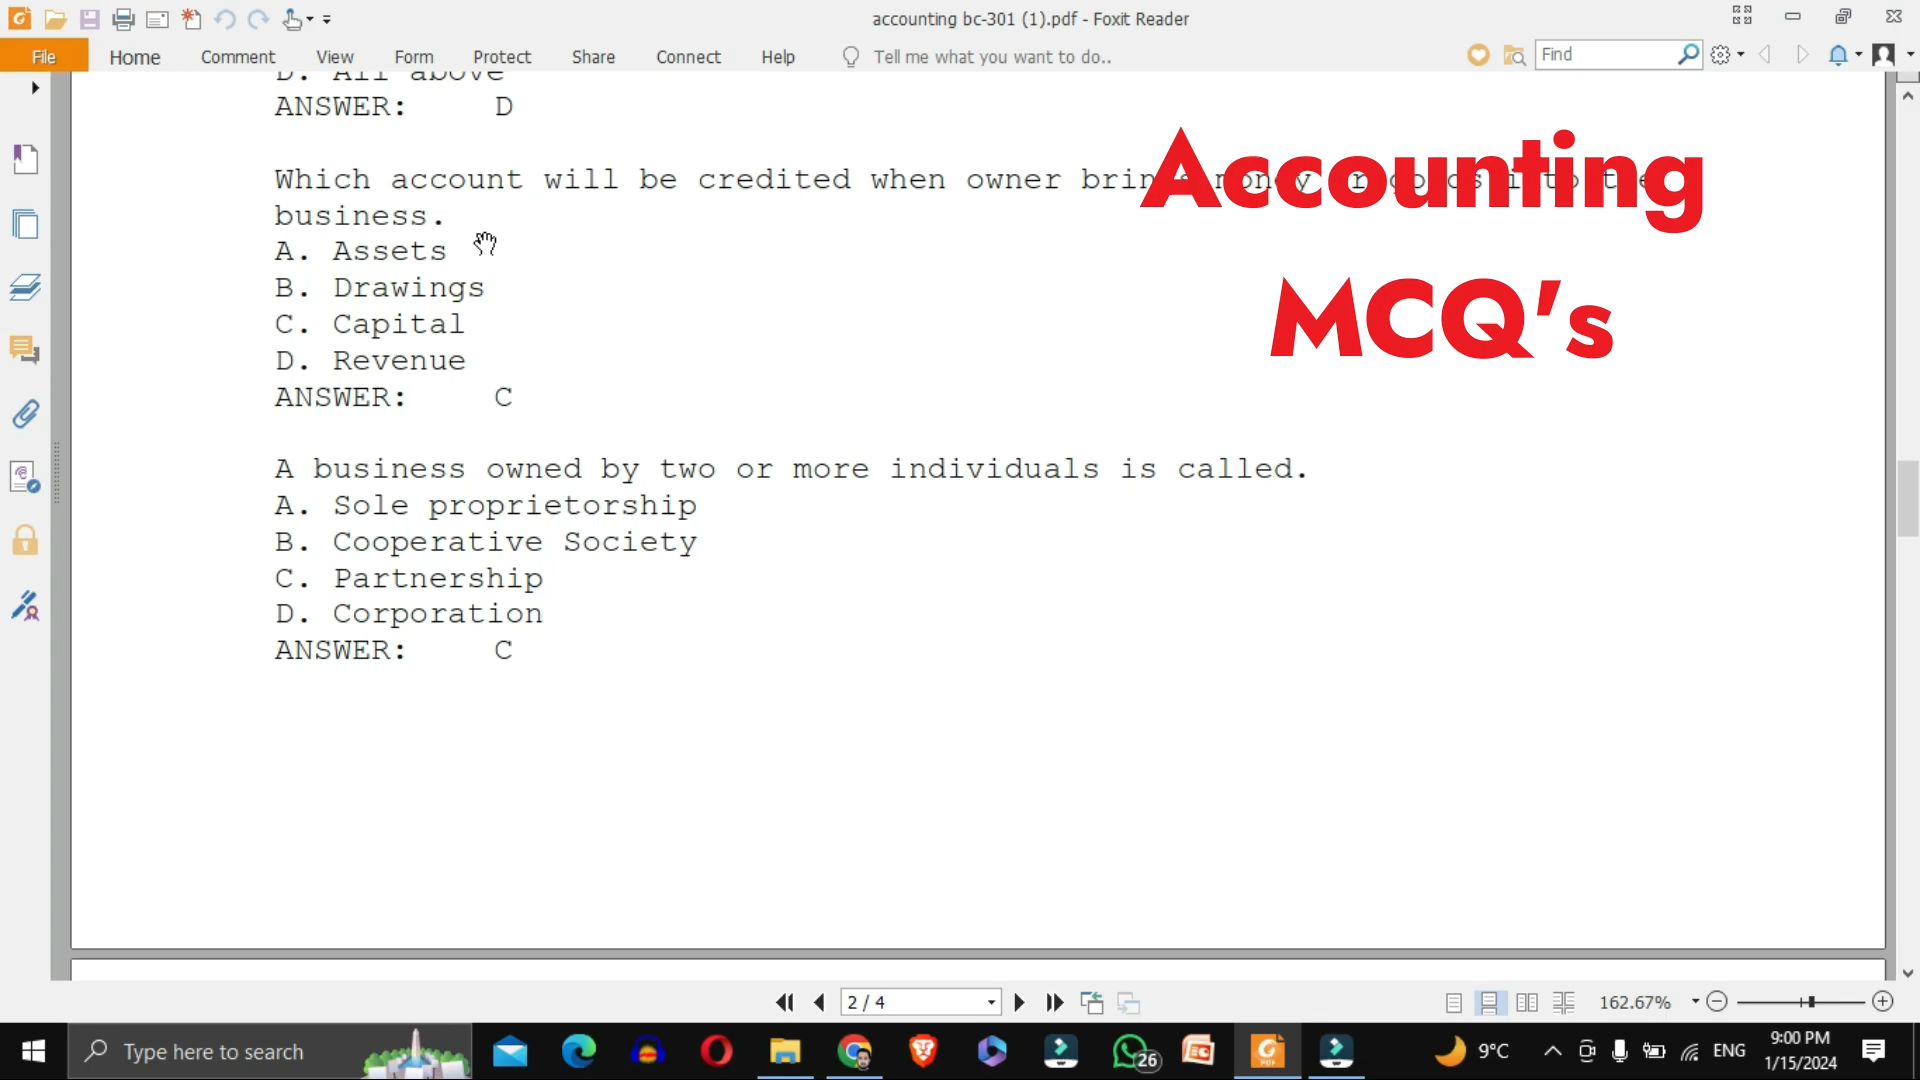 accounting bc-301 (1).pdf - Foxit Reader
File Home Comment View Form Protect Share Connect Help Tell me what you want to do.. Find
D. All above
ANSWER: D
Which account will be credited when owner
business.
A. Assets
B. Drawings
C. Capital
D. Revenue
ANSWER: C
Accounting
MCQ's
A business owned by two or more individuals is called.
A. Sole proprietorship
B. Cooperative Society
C. Partnership
D. Corporation
ANSWER: C
2 / 4
162.67%
Type here to search
26
9°C
ENG
9:00 PM
1/15/2024